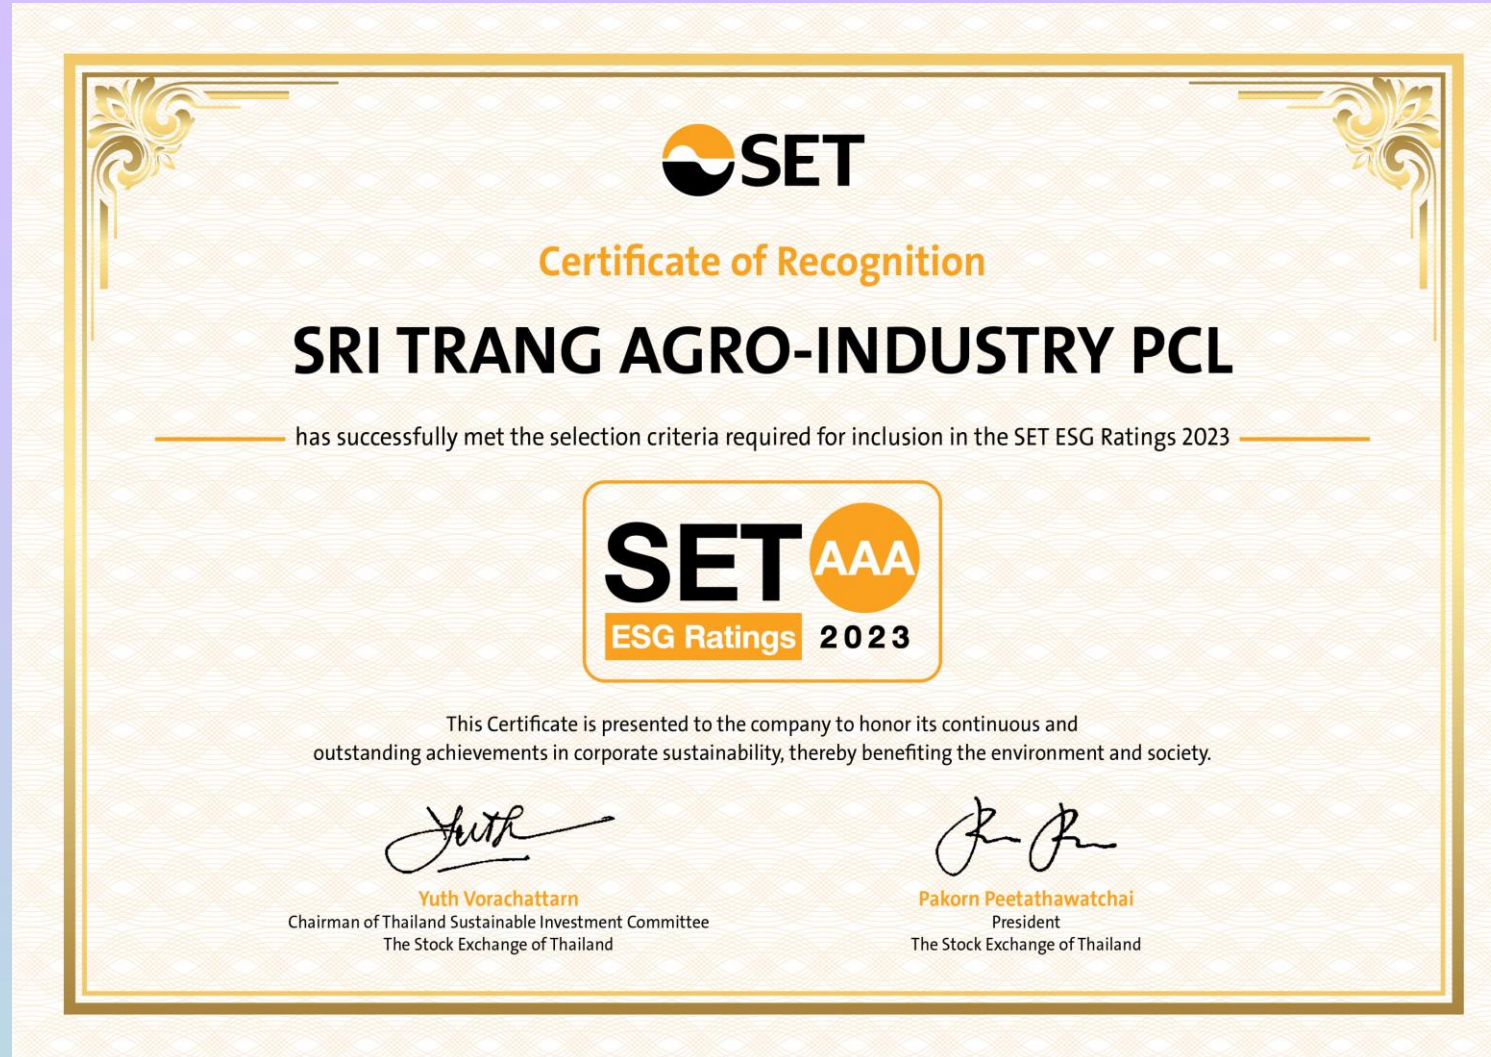 SET
Certificate of Recognition
SRI TRANG AGRO-INDUSTRY PCL
has successfully met the selection criteria required for inclusion in the SET ESG Ratings 2023
SET AAA
ESG Ratings 2023
This Certificate is presented to the company to honor its continuous and
outstanding achievements in corporate sustainability, thereby benefiting the environment and society.
Yuth
Yuth Vorachattarn
Chairman of Thailand Sustainable Investment Committee
The Stock Exchange of Thailand
Pakorn Peetathawatchai
President
The Stock Exchange of Thailand